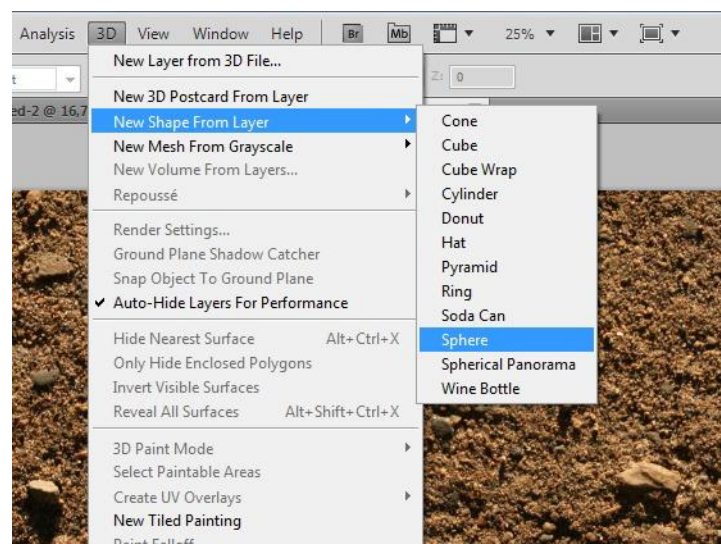 Analysis 3D View Window Help Br Mb 25%
t Z: 0
ed-2 @ 16,7
New Layer from 3D File...
New 3D Postcard From Layer
New Shape From Layer
New Mesh From Grayscale
New Volume From Layers...
Repoussé
Render Settings...
Ground Plane Shadow Catcher
Snap Object To Ground Plane
Auto-Hide Layers For Performance
Hide Nearest Surface Alt+Ctrl+X
Only Hide Enclosed Polygons
Invert Visible Surfaces
Reveal All Surfaces Alt+Shift+Ctrl+X
3D Paint Mode
Select Paintable Areas
Create UV Overlays
New Tiled Painting
Paint Falloff...
Cone
Cube
Cube Wrap
Cylinder
Donut
Hat
Pyramid
Ring
Soda Can
Sphere
Spherical Panorama
Wine Bottle